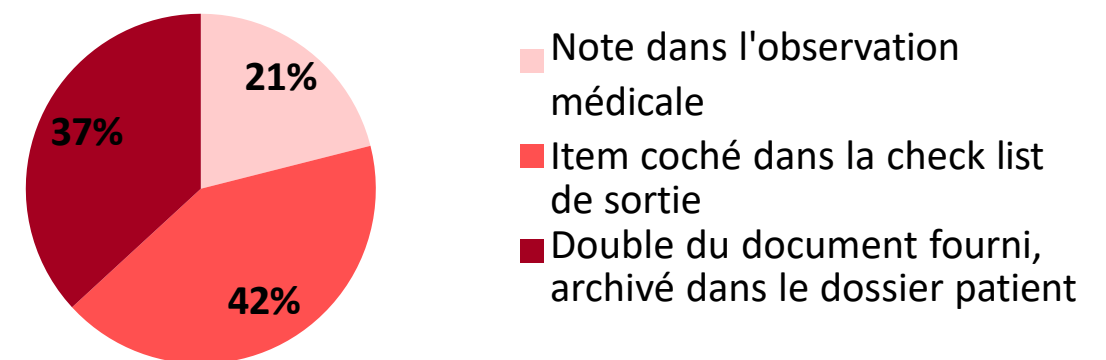 21%
37%
42%
Note dans l'observation
médicale
Item coché dans la check list
de sortie
Double du document fourni,
archivé dans le dossier patient